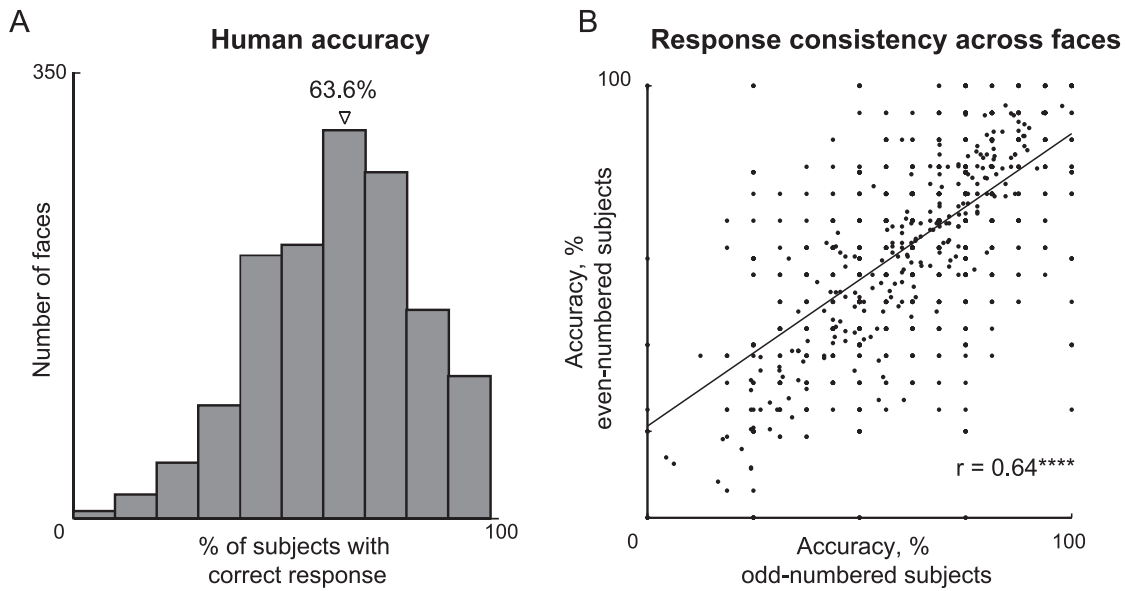 A
Human accuracy
350
63.6%
Number of faces
0
100
% of subjects with
correct response
B
Response consistency across faces
100
Accuracy, %
even-numbered subjects
r = 0.64****
0
100
Accuracy, %
odd-numbered subjects